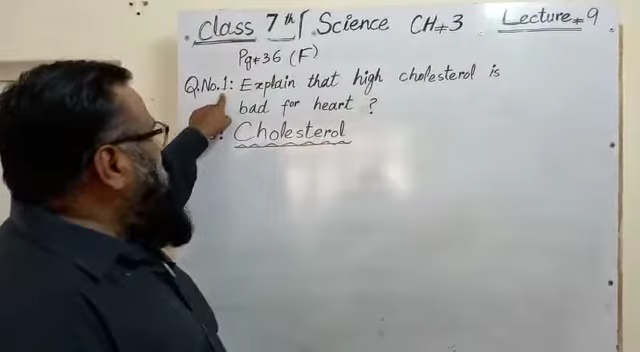 Class 7th Science CH#3 Lecture#9
Pg#36 (F)
Q.No.1: Explain that high cholesterol is
bad for heart ?
Cholesterol